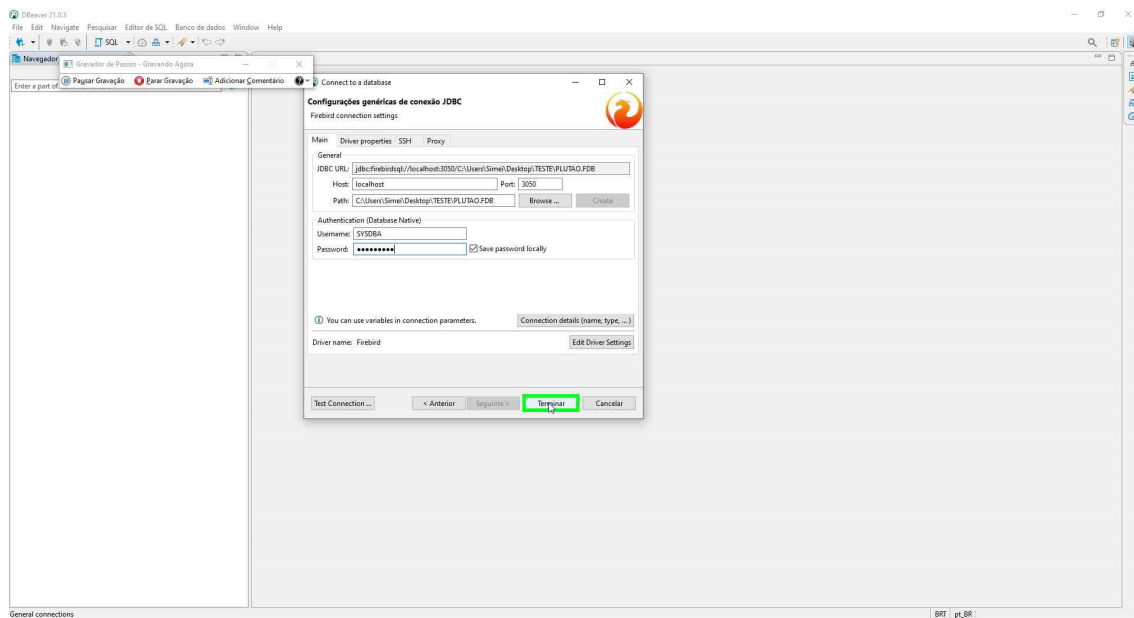 DBeaver 21.0.3
File Edit Navigate Pesquisar Editor de SQL Banco de dados Window Help
SQL
Navegador
Gravador de Passos - Gravando Agora
Pausar Gravação Parar Gravação Adicionar Comentário
Enter a part of
Connect to a database
Configurações genéricas de conexão JDBC
Firebird connection settings
Main Driver properties SSH Proxy
General
JDBC URL: jdbc:firebirdsql://localhost:3050/C:\Users\Simei\Desktop\TESTE\PLUTAO.FDB
Host: localhost Port: 3050
Path: C:\Users\Simei\Desktop\TESTE\PLUTAO.FDB Browse ... Create
Authentication (Database Native)
Username: SYSDBA
Password: ••••••••• Save password locally
You can use variables in connection parameters. Connection details (name, type, ... )
Driver name: Firebird Edit Driver Settings
Test Connection ... < Anterior Seguinte > Terminar Cancelar
General connections BRT pt_BR